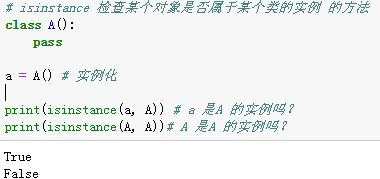 # isinstance 检查某个对象是否属于某个类的实例 的方法
class A():
    pass
a = A() # 实例化
print(isinstance(a, A)) # a 是A 的实例吗?
print(isinstance(A, A))# A 是A 的实例吗?
True
False